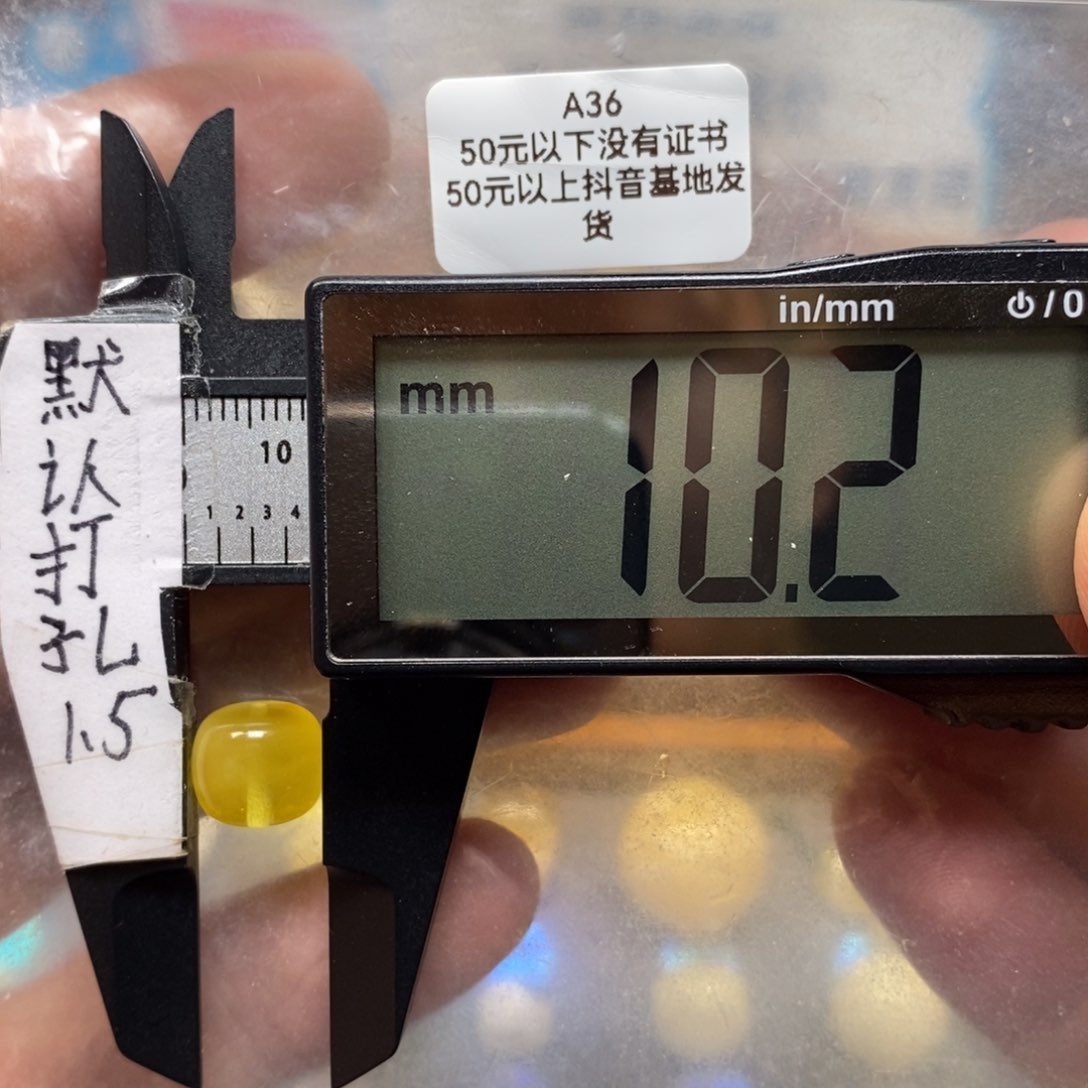 A36
50元以下没有证书
50元以上抖音基地发
货
in/mm
⏻/0
mm
10.2
10
1 2 3 4
默
认
打
孔
1.5